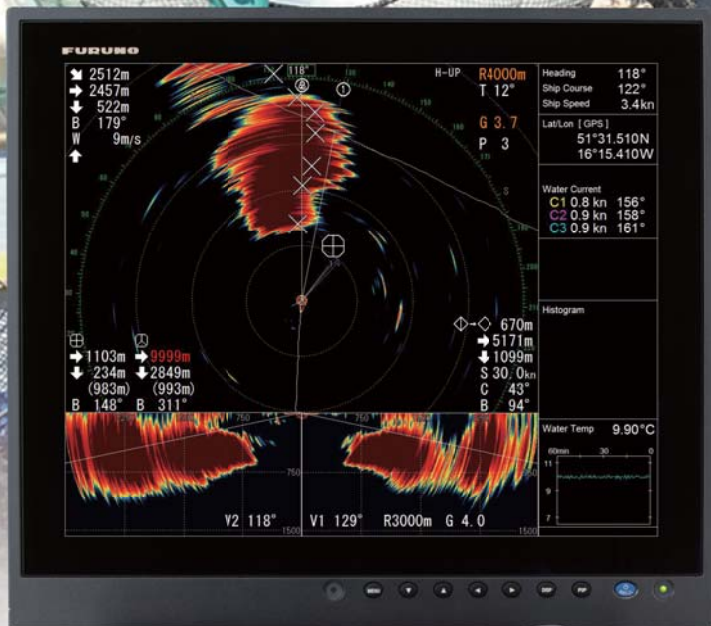 FURUNO
2512m
2457m
522m
B 179°
W 9m/s
118°
1
H-UP
R4000m
T 12°
G 3.7
P 3
Heading 118°
Ship Course 122°
Ship Speed 3.4kn
Lat/Lon [ GPS ]
51°31.510N
16°15.410W
Water Current
C1 0.8 kn 156°
C2 0.9 kn 158°
C3 0.9 kn 161°
Histogram
1103m
234m
(983m)
B 148°
9999m
2849m
(993m)
B 311°
670m
5171m
1099m
S 30.0kn
C 43°
B 94°
750
750
1500
1500
V2 118°
V1 129°
R3000m
G 4.0
Water Temp 9.90°C
60min 30 0
11
9
7
MENU
DISP
PIP